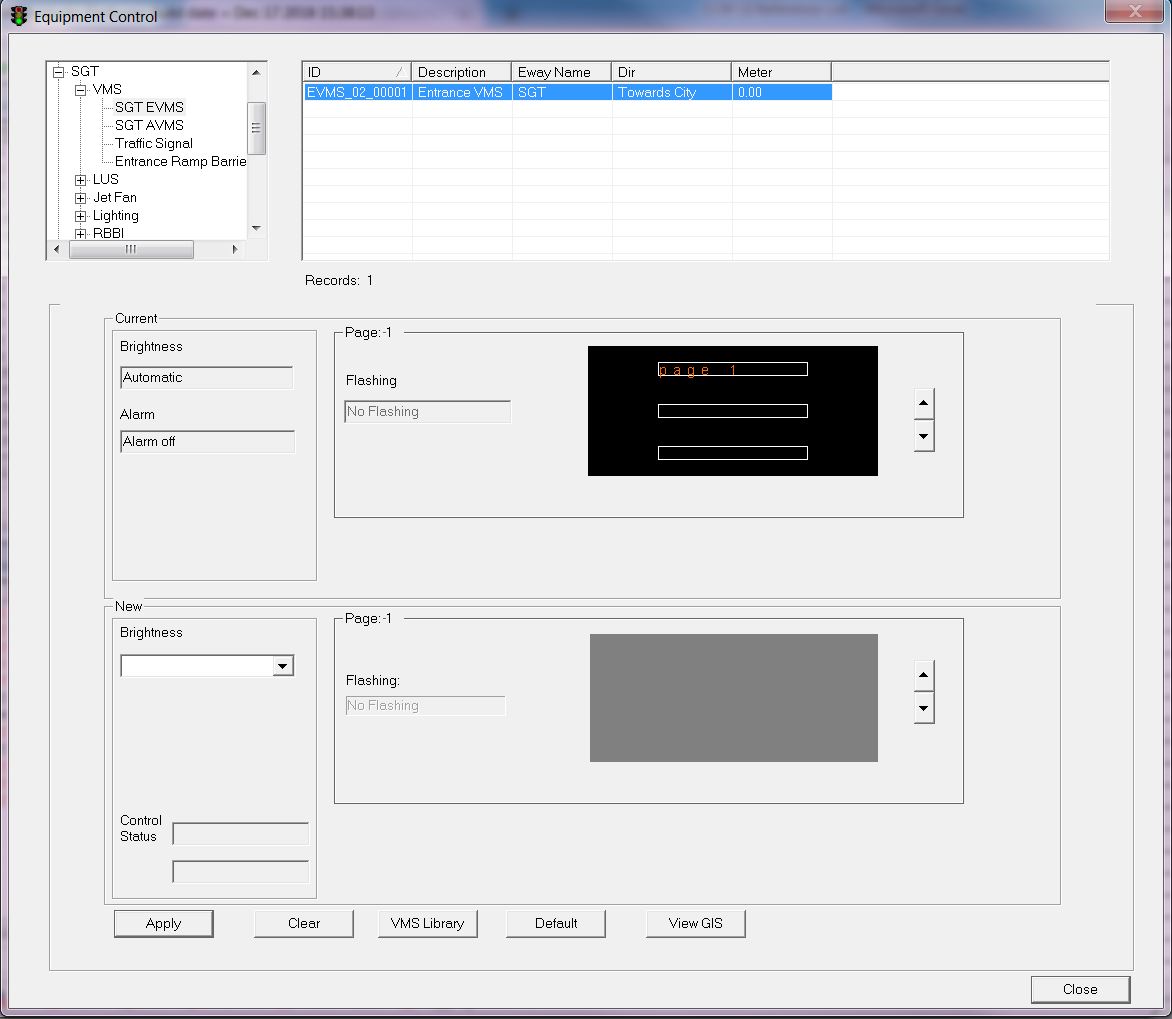 Equipment Control
SGT
VMS
SGT EVMS
SGT AVMS
Traffic Signal
Entrance Ramp Barrie
LUS
Jet Fan
Lighting
RBBI
ID Description Eway Name Dir Meter
EVMS_02_00001 Entrance VMS SGT Towards City 0.00
Records: 1
Current
Brightness
Automatic
Alarm
Alarm off
Page:-1
Flashing
No Flashing
page 1
New
Brightness
Control
Status
Page:-1
Flashing:
No Flashing
Apply Clear VMS Library Default View GIS
Close